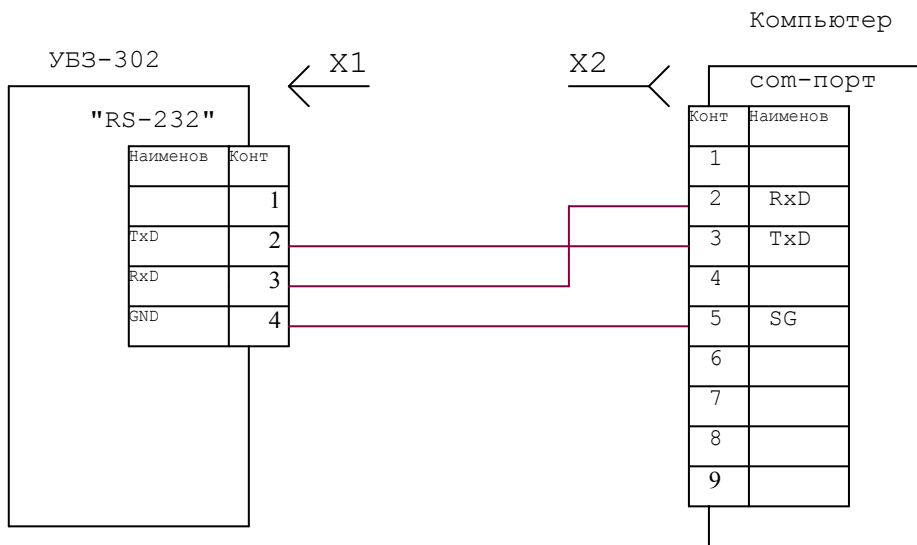 Компьютер
УБЗ-302
X1
X2
com-порт
"RS-232"
Наименов Конт
1
TxD 2
RxD 3
GND 4
Конт Наименов
1
2 RxD
3 TxD
4
5 SG
6
7
8
9